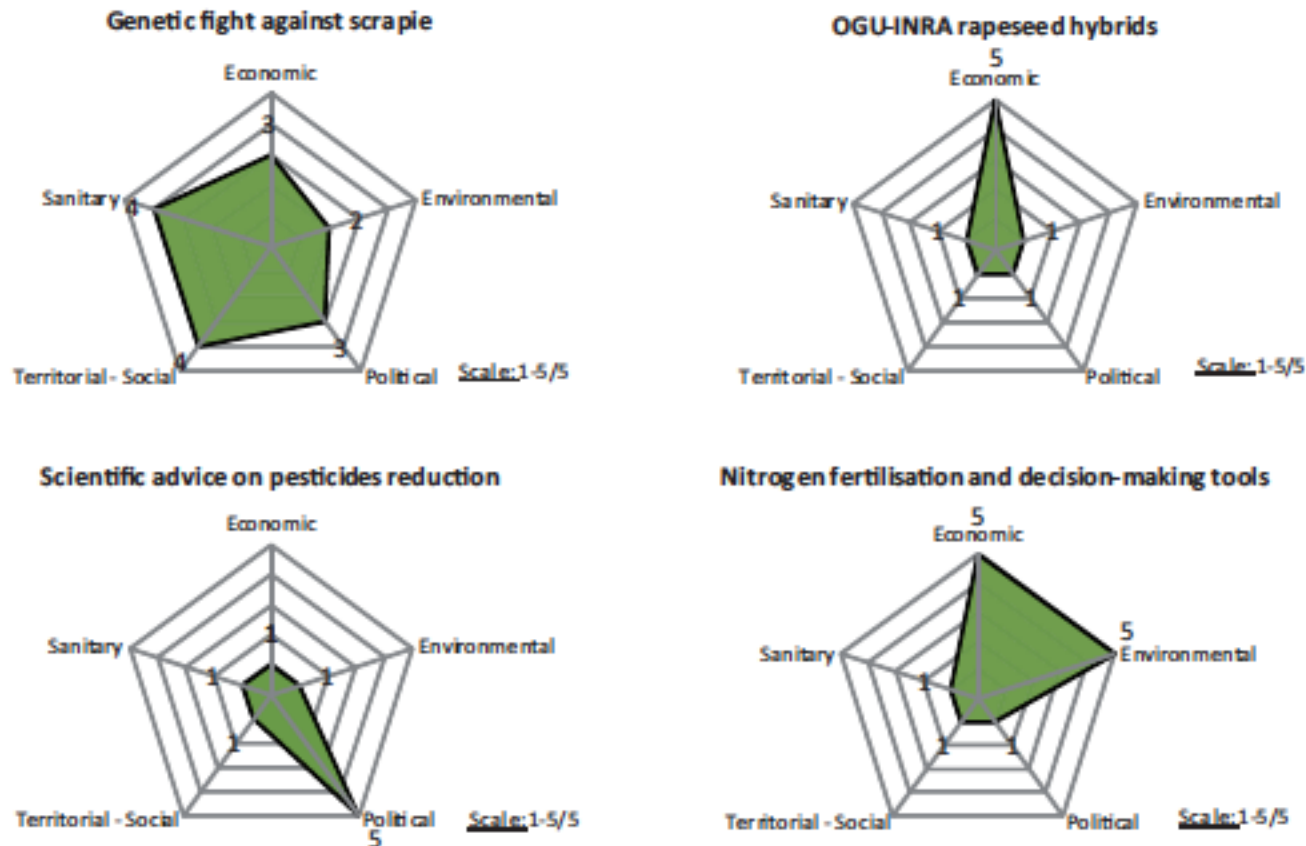 Genetic fight against scrapie
Economic
3
Sanitary
4
Environmental
2
Territorial - Social
4
Political
3
Scale: 1-5/5
OGU-INRA rapeseed hybrids
5
Economic
Sanitary
1
Environmental
1
Territorial - Social
1
Political
1
Scale: 1-5/5
Scientific advice on pesticides reduction
Economic
1
Sanitary
1
Environmental
1
Territorial - Social
1
Political
5
Scale: 1-5/5
Nitrogen fertilisation and decision-making tools
5
Economic
Sanitary
1
5
Environmental
Territorial - Social
1
Political
1
Scale: 1-5/5